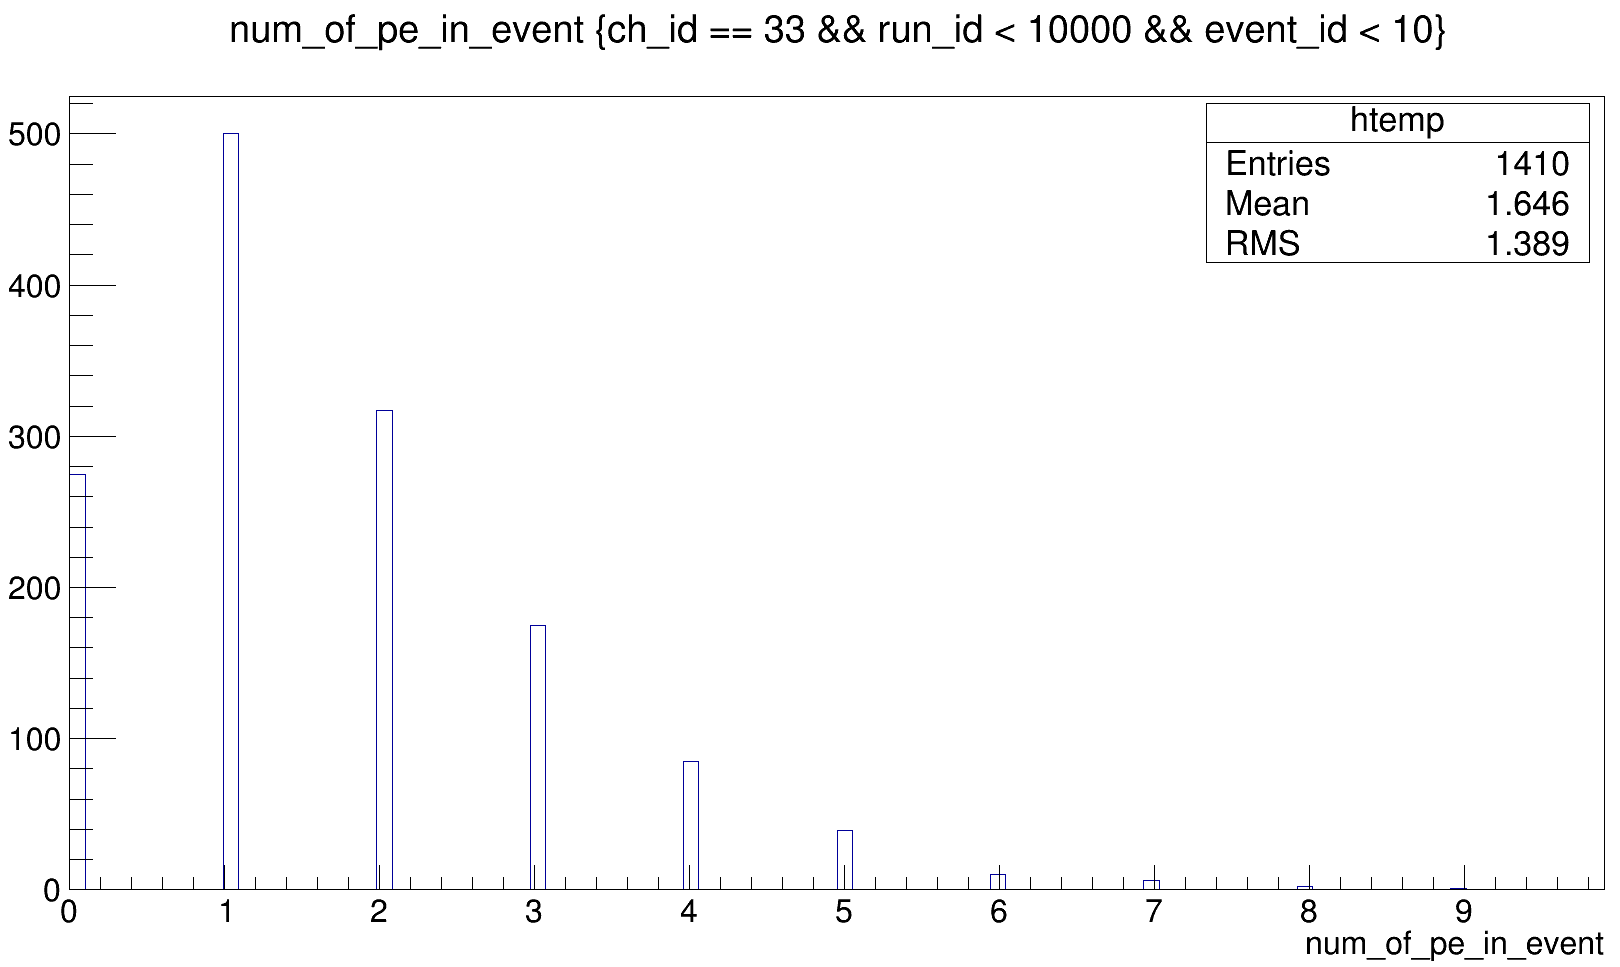 num_of_pe_in_event {ch_id == 33 && run_id < 10000 && event_id < 10}
htemp
Entries 1410
Mean 1.646
RMS 1.389
500
400
300
200
100
0
0 1 2 3 4 5 6 7 8 9
num_of_pe_in_event